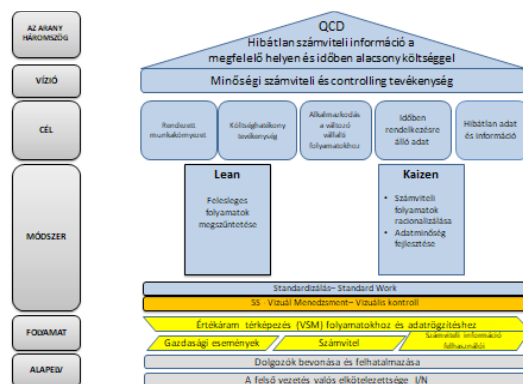 AZ ARANY
HÁROMSZÖG
QCD
Hibátlan számviteli információ a
megfelelő helyen és időben alacsony költséggel
VÍZIÓ
Minőségi számviteli és controlling tevékenység
CÉL
Rendezett
munkakörnyezet
Költséghatékony
tevékenység
Alkalmazkodás
a változó
vállalti
folyamatokhoz
Időben
rendelkezésre
álló adat
Hibátlan adat
és információ
MÓDSZER
Lean
Felesleges
folyamatok
megszűntetése
Kaizen
• Számviteli
folyamatok
racionalizálása
• Adatminőség
fejlesztése
Standardizálás– Standard Work
5S - Vizuál Menedzsment– Vizuális kontroll
FOLYAMAT
Értékáram térképezés (VSM) folyamatokhoz és adatrögzítéshez
Gazdasági események
Számvitel
Számviteli információ
felhasználói
ALAPELV
Dolgozók bevonása és felhatalmazása
A felső vezetés valós elkötelezettsége I/N